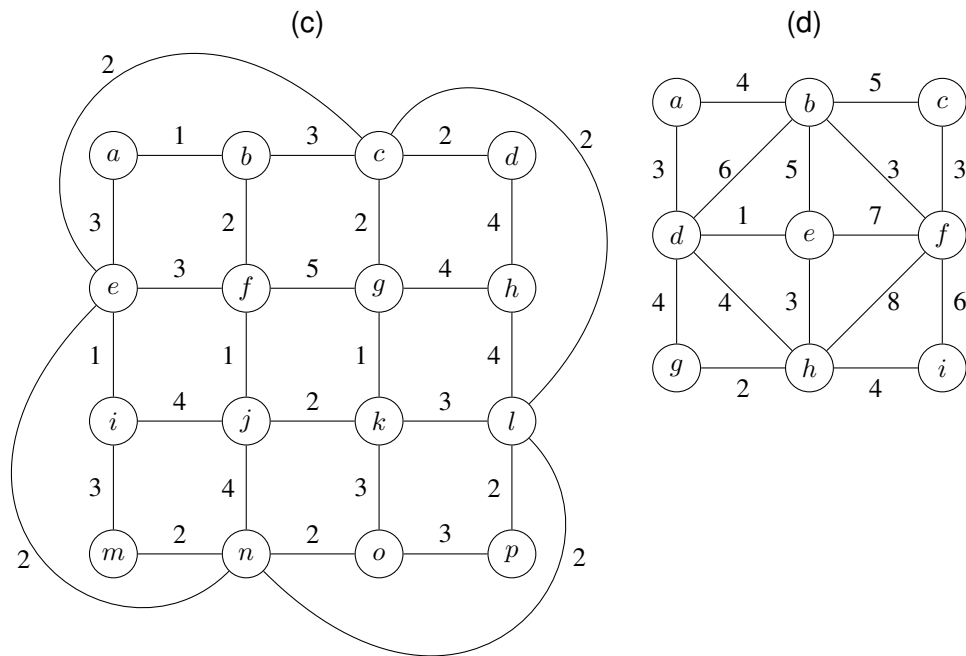 (c) (d)
2
2
a 1 b 3 c 2 d
3 2 2 4
e 3 f 5 g 4 h
1 1 1 4
i 4 j 2 k 3 l
3 4 3 2
m 2 n 2 o 3 p
2 2
a 4 b 5 c
3 6 5 3 3
d 1 e 7 f
4 4 3 8 6
g 2 h 4 i